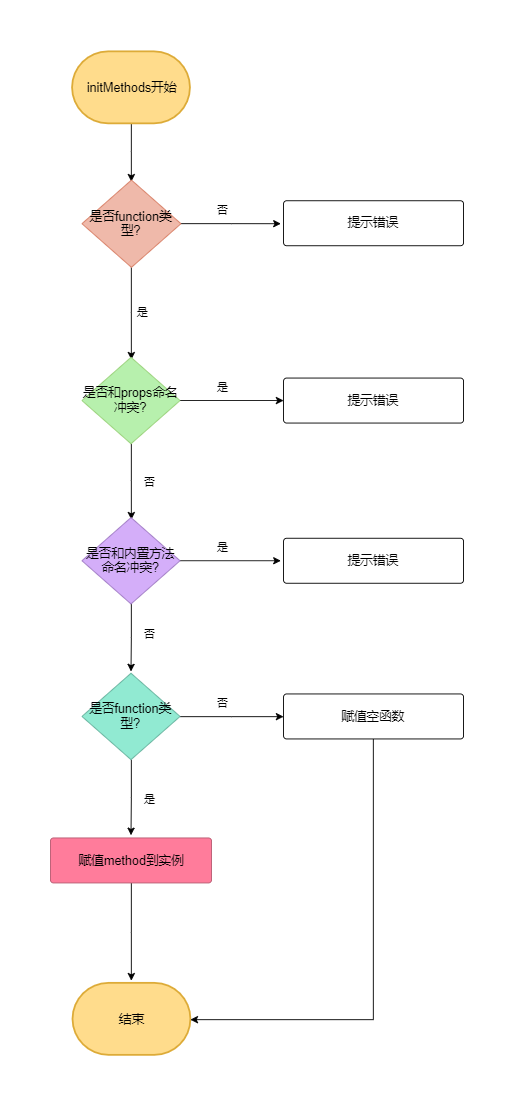 initMethods开始
是否function类
型?
否
提示错误
是
是否和props命名
冲突?
是
提示错误
否
是否和内置方法
命名冲突?
是
提示错误
否
是否function类
型?
否
赋值空函数
是
赋值method到实例
结束